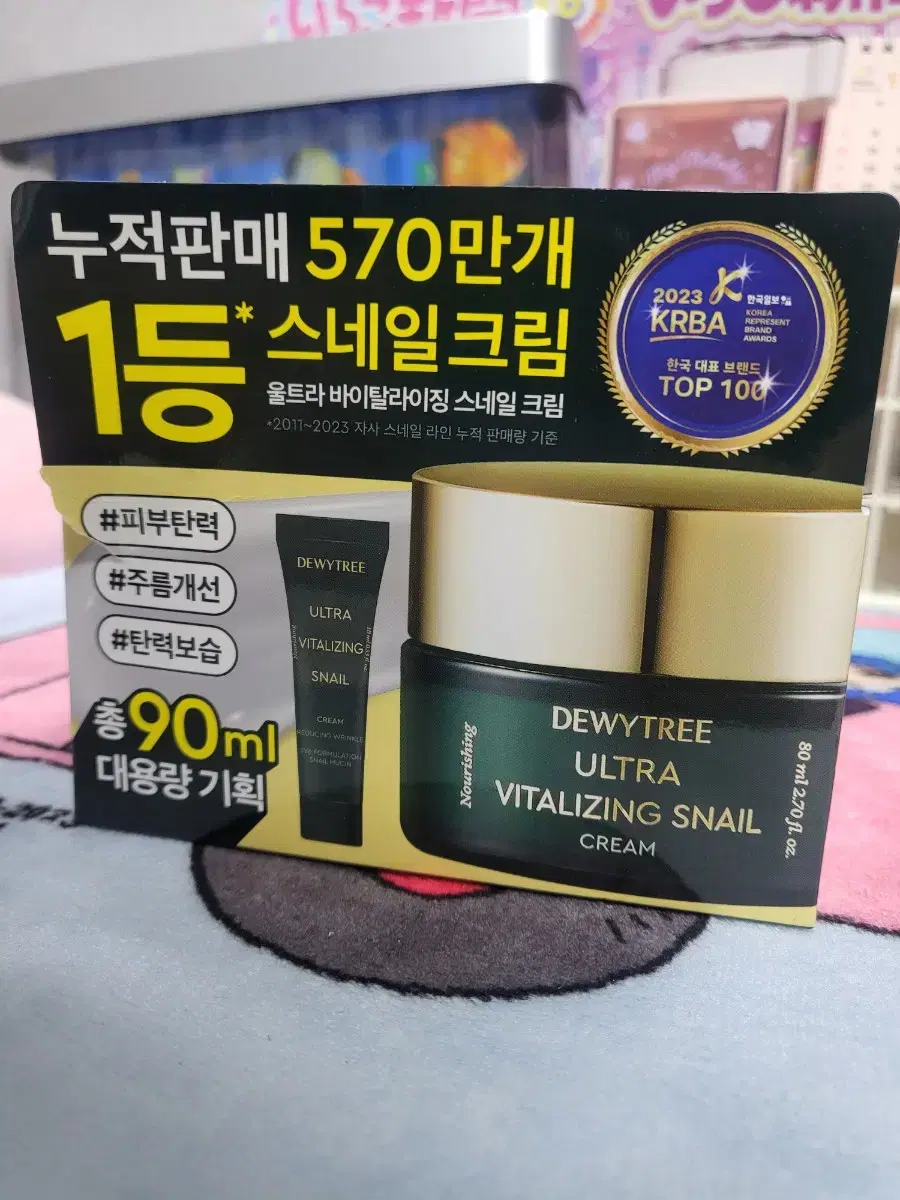 누적판매 570만개
1등* 스네일 크림
울트라 바이탈라이징 스네일 크림
*2011~2023 자사 스네일 라인 누적 판매량 기준
2023
KRBA
한국일보
KOREA
REPRESENT
BRAND
AWARDS
한국 대표 브랜드
TOP 100
#피부탄력
#주름개선
#탄력보습
총 90ml
대용량 기획
DEWYTREE
ULTRA
VITALIZING
SNAIL
CREAM
REDUCING WRINKLE
SNAIL MUCIN
Nourishing
DEWYTREE
ULTRA
VITALIZING SNAIL
CREAM
Nourishing
80 ml 2.70 fl. oz.